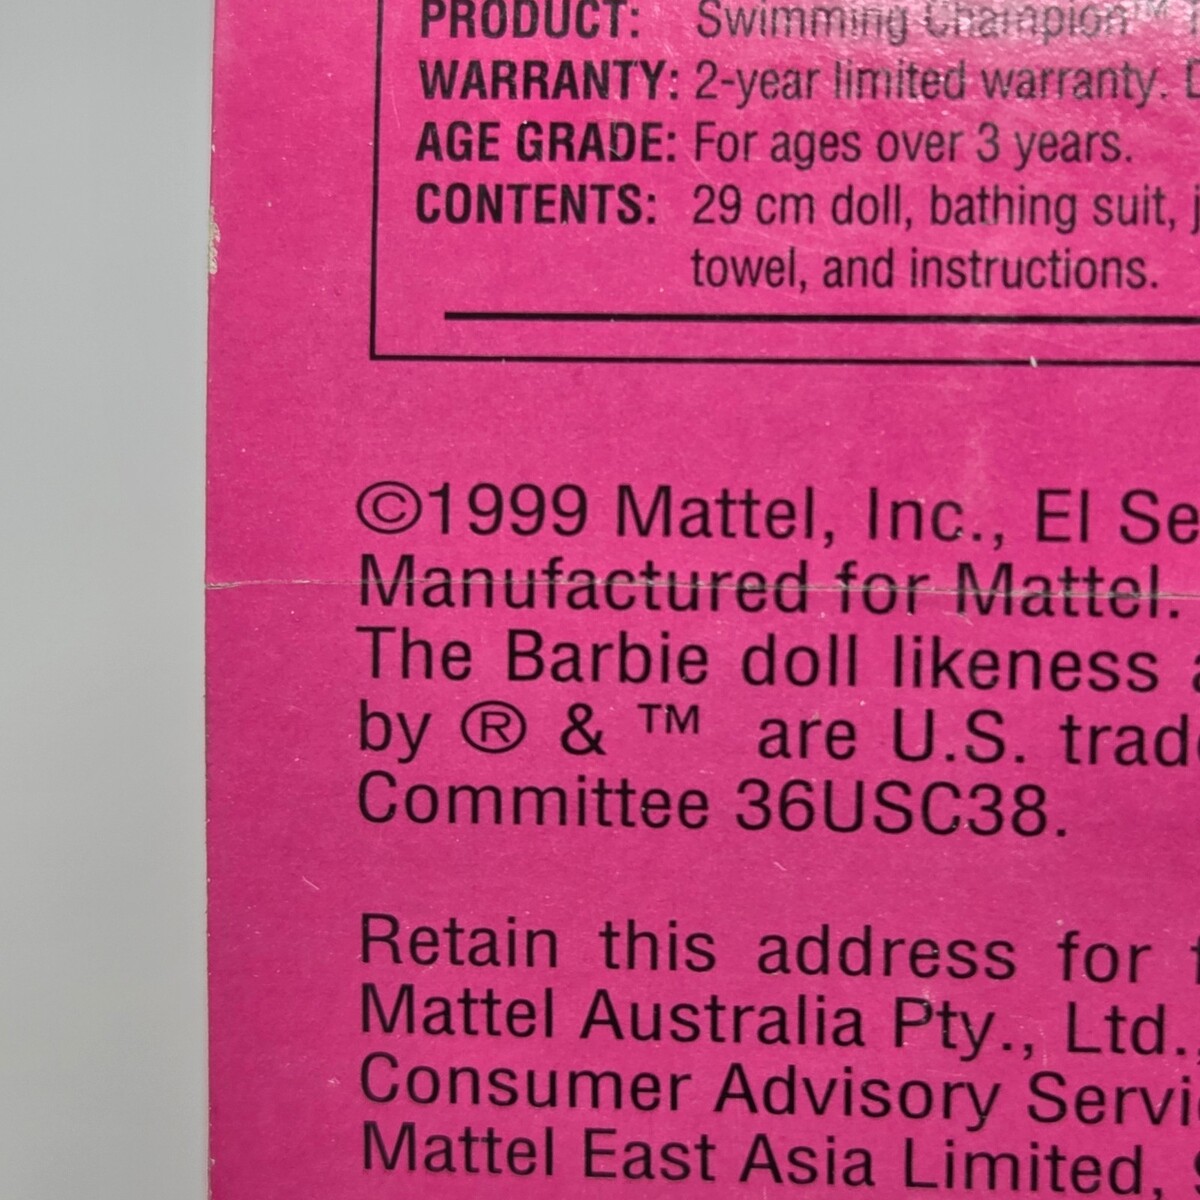 PRODUCT: Swimming Champion™
WARRANTY: 2-year limited warranty.
AGE GRADE: For ages over 3 years.
CONTENTS: 29 cm doll, bathing suit,
towel, and instructions.
©1999 Mattel, Inc., El
Manufactured for Mattel.
The Barbie doll likeness
by ® & ™ are U.S.
Committee 36USC38.
Retain this address for
Mattel Australia Pty., Ltd.
Consumer Advisory
Mattel East Asia Limited,